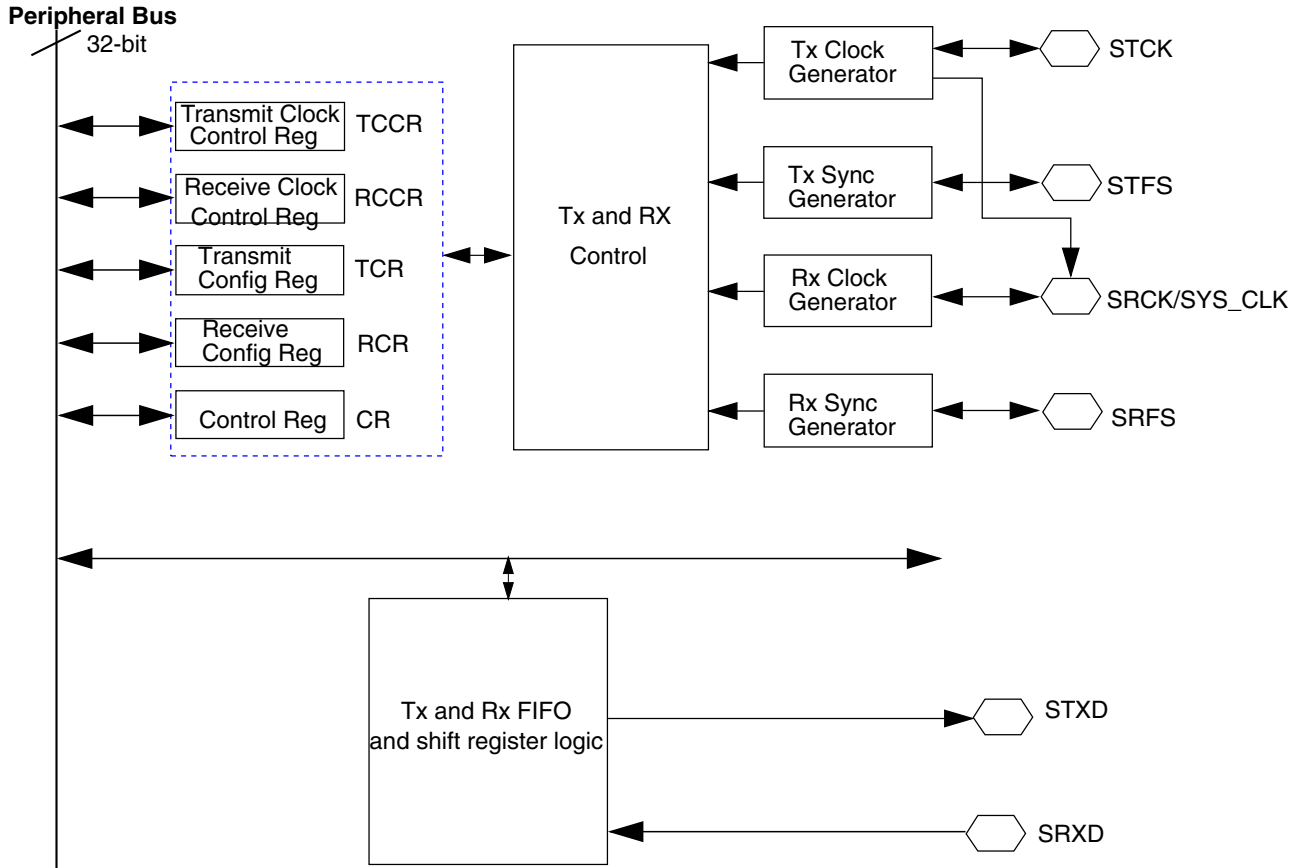 Peripheral Bus
32-bit
Transmit Clock
Control Reg
TCCR
Receive Clock
Control Reg
RCCR
Transmit
Config Reg
TCR
Receive
Config Reg
RCR
Control Reg
CR
Tx and RX
Control
Tx Clock
Generator
STCK
Tx Sync
Generator
STFS
Rx Clock
Generator
SRCK/SYS_CLK
Rx Sync
Generator
SRFS
Tx and Rx FIFO
and shift register logic
STXD
SRXD